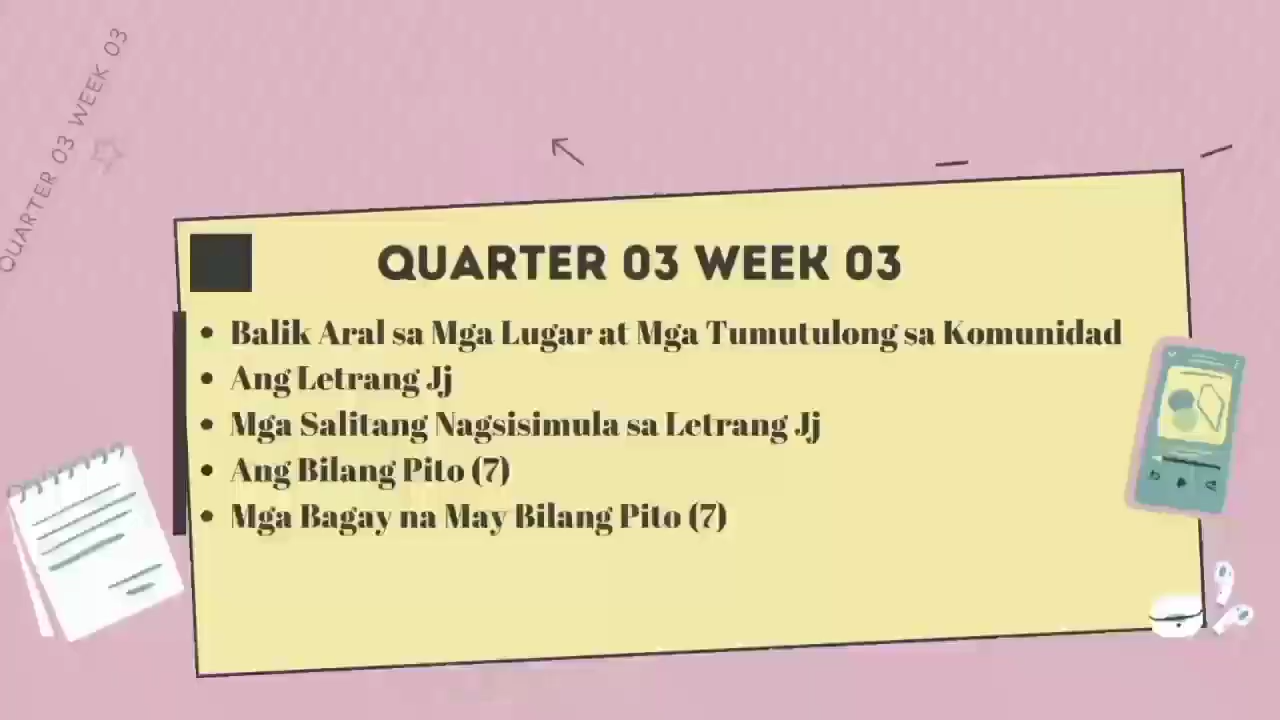 QUARTER 03 WEEK 03
QUARTER 03 WEEK 03
Balik Aral sa Mga Lugar at Mga Tumutulong sa Komunidad
Ang Letrang Jj
Mga Salitang Nagsisimula sa Letrang Jj
Ang Bilang Pito (7)
Mga Bagay na May Bilang Pito (7)